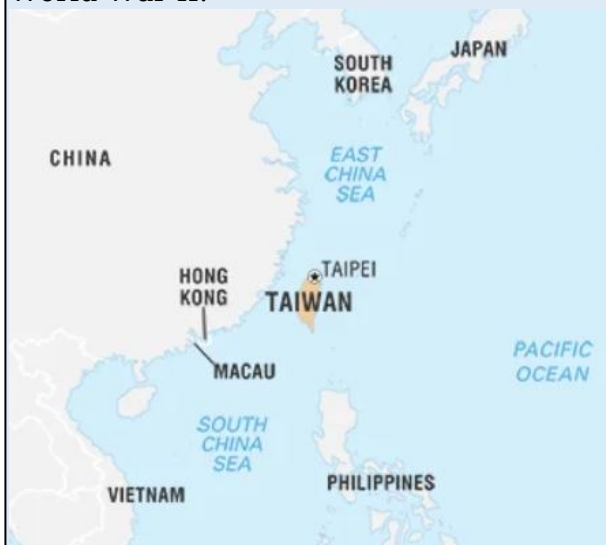 World War II.
JAPAN
SOUTH
KOREA
CHINA
EAST
CHINA
SEA
TAIPEI
HONG
KONG
TAIWAN
PACIFIC
OCEAN
MACAU
SOUTH
CHINA
SEA
PHILIPPINES
VIETNAM